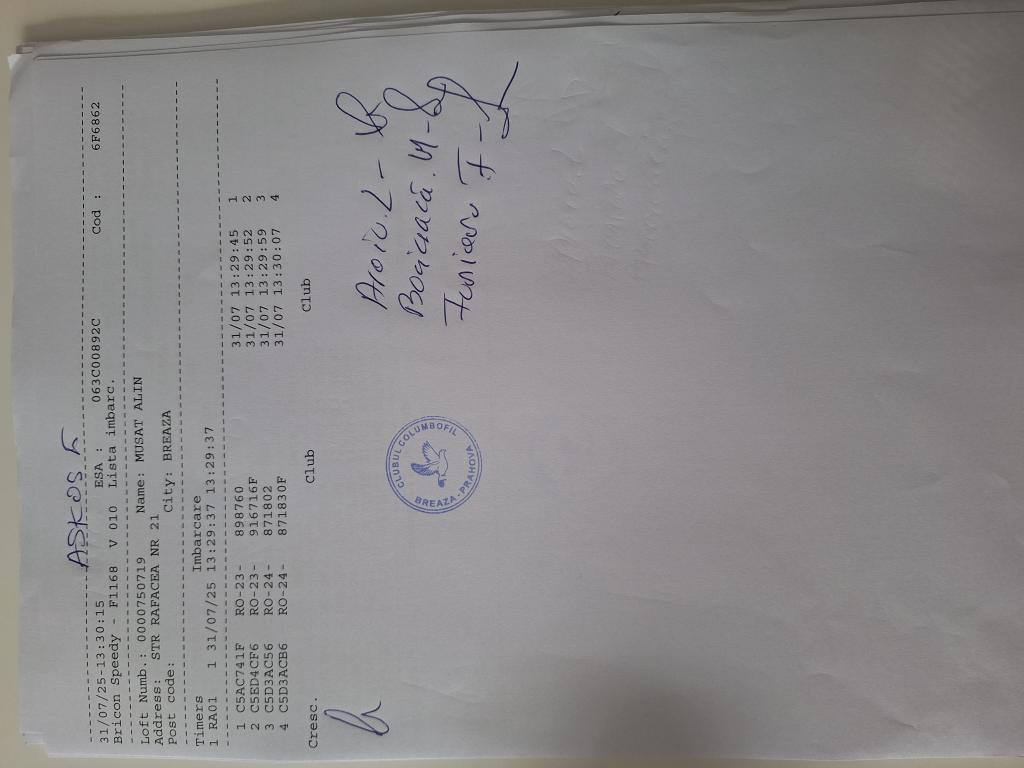 ASKOS F
--------------------------------------------------------------------------------
31/07/25-13:30:15 ESA : 063C00892C Cod : 6F6862
Bricon Speedy - F1168 V 010 Lista imbarc.
--------------------------------------------------------------------------------
Loft Numb.: 0000750719 Name: MUSAT ALIN
Address: STR RAFACEA NR 21
Post code: City: BREAZA
--------------------------------------------------------------------------------
Timers Imbarcare
1 RA01 1 31/07/25 13:29:37 13:29:37
--------------------------------------------------------------------------------
1 C5AC741F RO-23- 898760 31/07 13:29:45 1
2 C5ED4CF6 RO-23- 916716F 31/07 13:29:52 2
3 C5D3AC56 RO-24- 871802 31/07 13:29:59 3
4 C5D3ACB6 RO-24- 871830F 31/07 13:30:07 4
Cresc. Club Club
CLUBUL COLUMBOFIL
BREAZA - PRAHOVA